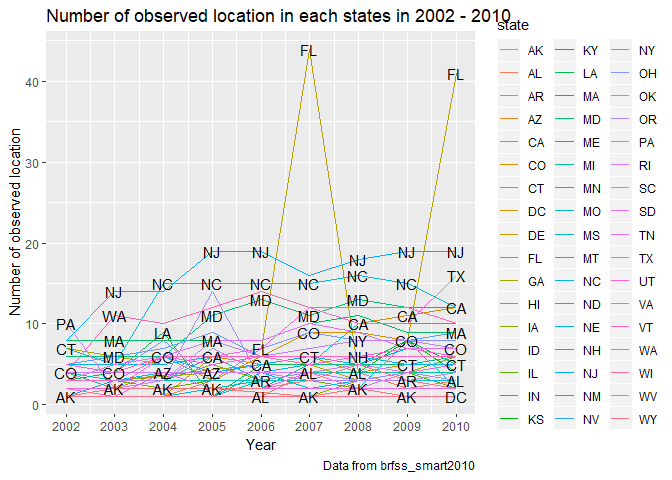 Number of observed location in each states in 2002 - 2010
state
AK KY NY
AL LA OH
AR MA OK
AZ MD OR
CA ME PA
CO MI RI
CT MN SC
DC MO SD
DE MS TN
FL MT TX
GA NC UT
HI ND VA
IA NE VT
ID NH WA
IL NJ WI
IN NM WV
KS NV WY
Number of observed location
40
30
20
10
0
FL FL
NJ NJ NJ NJ NJ
NJ NC NC NC NC NC TX
PA WA MD MD MD MD CA CA CA
CT MA LA MA FL CO NY CO MA
MD CO CA CA CT NH CT CO
CO CO AZ AZ AR AL AL AR CT
AL
AK AK AK AK AL AK AK AK DC
2002 2003 2004 2005 2006 2007 2008 2009 2010
Year
Data from brfss_smart2010